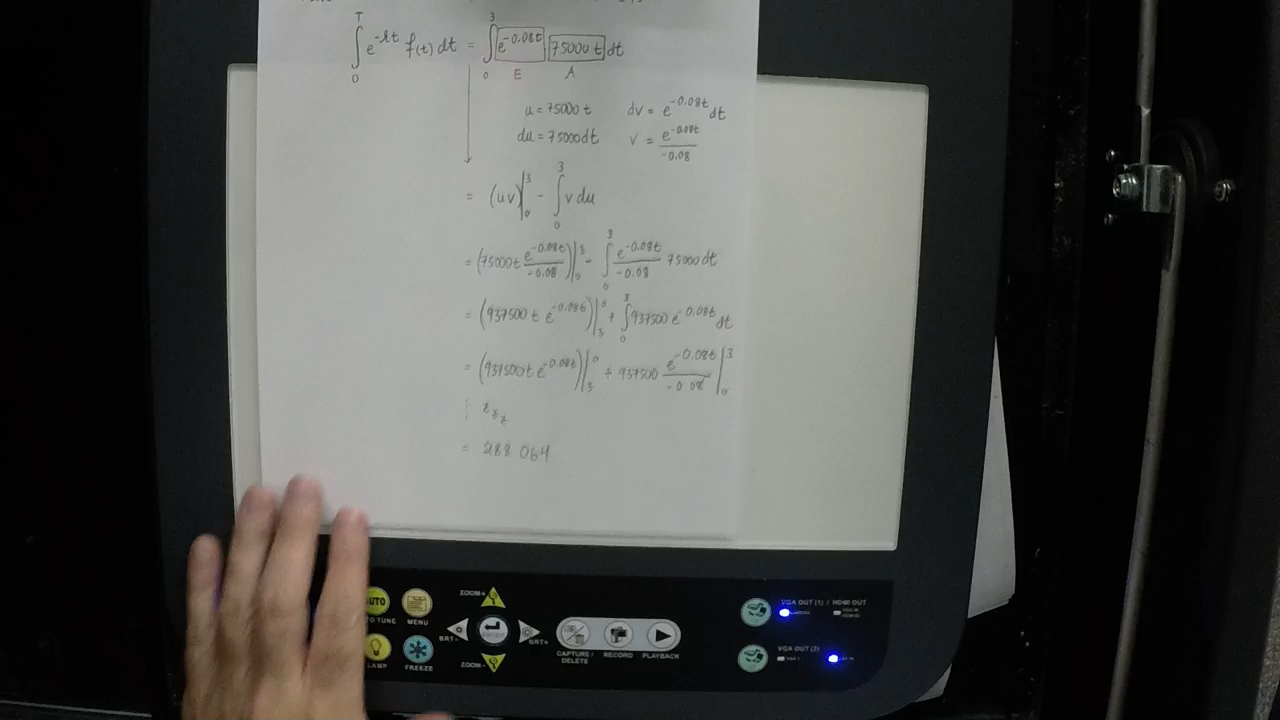 ∫₀ᵀ e^(-rt) f(t) dt = ∫₀³ e^(-0.08t) 75000 t dt
E A
u = 75000 t dv = e^(-0.08t) dt
du = 75000 dt v = e^(-0.08t) / -0.08
= (uv)|₀³ - ∫₀³ v du
= (75000t e^(-0.08t) / -0.08)|₀³ - ∫₀³ e^(-0.08t) / -0.08 75000 dt
= (937500 t e^(-0.08t))|₃⁰ + ∫₀³ 937500 e^(-0.08t) dt
= (937500t e^(-0.08t))|₃⁰ + 937500 e^(-0.08t) / -0.08 |₀³
⋮ z z z
= 288 064
AUTO
MENU
LAMP
FREEZE
ZOOM+
BRT-
BRT+
ZOOM-
CAPTURE / DELETE
RECORD
PLAYBACK
VGA OUT (1) / HDMI OUT
VGA OUT (2)